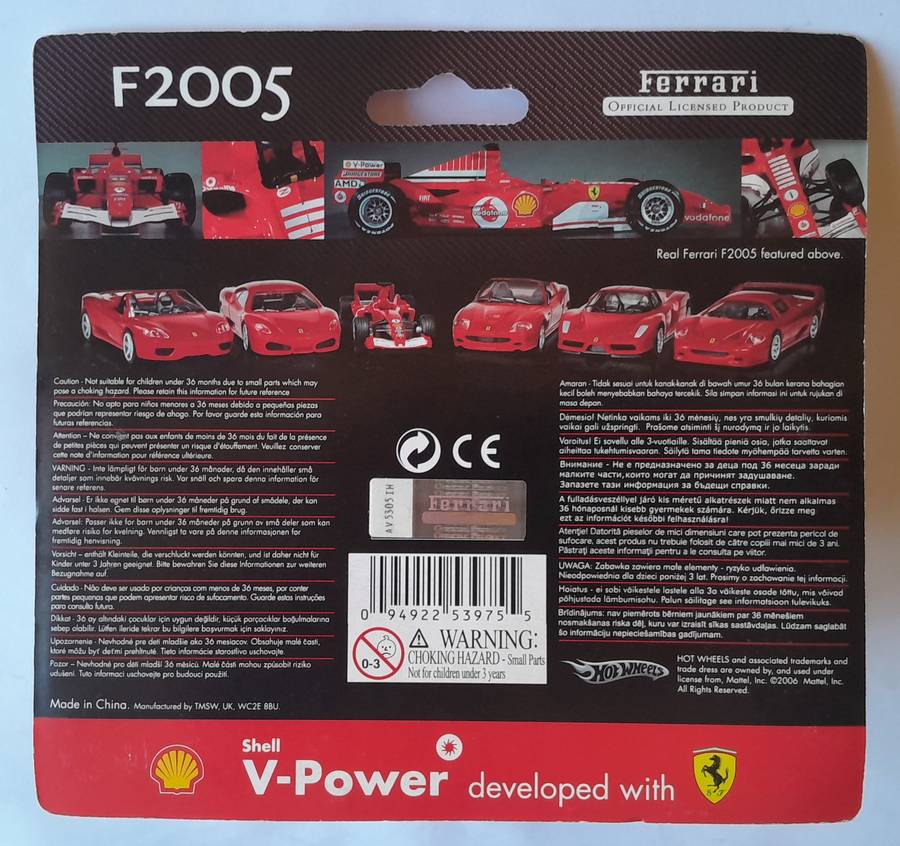 F2005
Ferrari
OFFICIAL LICENSED PRODUCT
V-Power
BRIDGESTONE
AMD
FIAT
vodafone
vodafone
Real Ferrari F2005 featured above.
Caution - Not suitable for children under 36 months due to small parts which may
pose a choking hazard. Please retain this information for future reference
Precaución: No apto para niños menores a 36 meses debido a pequeñas piezas
que podrían representar riesgo de ahogo. Por favor guarde esta información para
futuras referencias.
Attention – Ne convient pas aux enfants de moins de 36 mois du fait de la présence
de petites pièces qui peuvent présenter un risque d'étouffement. Veuillez conserver
cette note d'information pour référence ultérieure.
VARNING - Inte lämpligt för barn under 36 månader, då den innehåller små
detaljer som innebär kvävnings risk. Var snäll och spara denna information för
senare referens.
Advarsel - Er ikke egnet til børn under 36 måneder på grund af smådele, der kan
sidde fast i halsen. Gem disse oplysninger til fremtidig brug.
Advarsel: Passer ikke for barn under 36 måneder på grunn av små deler som kan
medføre risiko for kvelning. Vennligst ta vare på denne informasjonen for
fremtidig henvisning.
Vorsicht – enthält Kleinteile, die verschluckt werden könnten, und ist daher nicht für
Kinder unter 3 Jahren geeignet. Bitte bewahren Sie diese Informationen zur weiteren
Bezugnahme auf.
Cuidado - Não deve ser usado por crianças com menos de 36 meses, por conter
partes pequenas que podem apresentar risco de sufocamento. Guarde estas instruções
para consulta futura.
Dikkat - 36 ay altındaki çocuklar için uygun değildir, küçük parçacıklar boğulmalarına
sebep olabilir. Lütfen ileride tekrar bu bilgilere başvurmak için saklayınız.
Upozornenie - Nevhodné pre deti mladšie ako 36 mesiacov. Obsahuje malé časti,
ktoré môžu byť deťmi prehltnuté. Tieto informácie starostlivo uschovajte.
Pozor – Nevhodné pro děti mladší 36 měsíců. Malé části mohou způsobit riziko
udušení. Tuto informaci uschovejte pro budoucí použití.
Made in China. Manufactured by TMSW, UK, WC2E 8BU.
CE
AV 5305 IH
Ferrari
0 94922 53975 5
0-3
WARNING:
CHOKING HAZARD - Small Parts
Not for children under 3 years
Amaran - Tidak sesuai untuk kanak-kanak di bawah umur 36 bulan kerana bahagian
kecil boleh menyebabkan bahaya tercekik. Sila simpan informasi ini untuk rujukan di
masa depan.
Dėmesio! Netinka vaikams iki 36 mėnesių, nes yra smulkių detalių, kuriomis
vaikai gali užspringti. Prašome atsiminti šį nurodymą ir jo laikytis.
Varoitus! Ei sovellu alle 3-vuotiaille. Sisältää pieniä osia, jotka saattavat
aiheittaa tukehtumisvaaran. Säilytä tama tiedote myöhempää tarvetta varten.
Внимание - Не е предназначено за деца под 36 месеца заради
малките части, които могат да причинят задушаване.
Запазете тази информация за бъдещи справки.
A fulladásveszéllyel járó kis méretű alkatrészek miatt nem alkalmas
36 hónaposnál kisebb gyermekek számára. Kérjük, őrizze meg
ezt az információt későbbi felhasználásra!
Atenţie! Datorită pieselor de mici dimensiuni care pot prezenta pericol de
sufocare, acest produs nu trebuie folosit de către copiii mai mici de 3 ani.
Păstraţi aceste informaţii pentru a le consulta pe viitor.
UWAGA: Zabawka zawiera małe elementy - ryzyko udławienia.
Nieodpowiednia dla dzieci poniżej 3 lat. Prosimy o zachowanie tej informacji.
Hoiatus - ei sobi võikestele lastele alla 3a väikeste osade tõttu, mis võivad
põhjustada lämbumisohu. Palun säilitage see informatsioon tulevikuks.
Brīdinājums: nav piemērots bērniem jaunākiem par 36 mēnešiem
nosmakšanas riska dēļ, kuru var izraisīt sīkas sastāvdaļas. Lūdzam saglabāt
šo informāciju nepieciešamības gadījumam.
HOT WHEELS
HOT WHEELS and associated trademarks and
trade dress are owned by, and used under
license from, Mattel, Inc. ©2006 Mattel, Inc.
All Rights Reserved.
Shell
V-Power developed with
S F